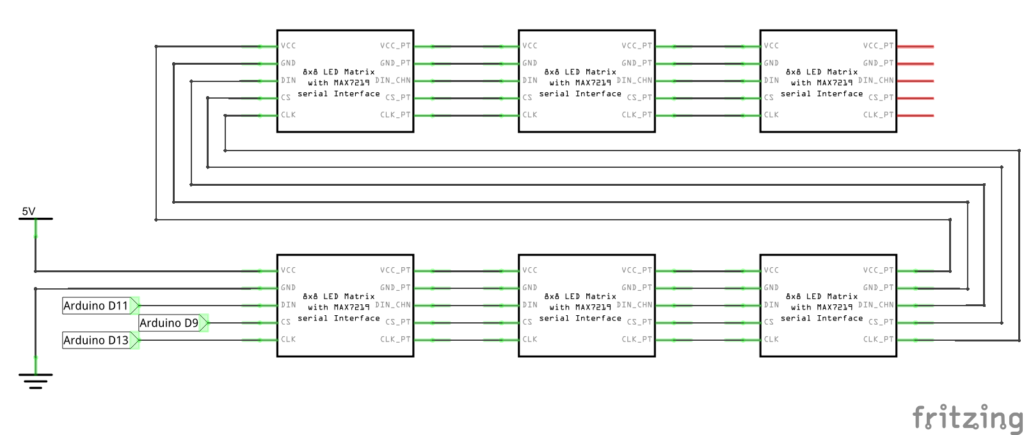 VCC VCC_PT VCC VCC_PT VCC VCC_PT
GND GND_PT GND GND_PT GND GND_PT
8x8 LED Matrix 8x8 LED Matrix 8x8 LED Matrix
DIN with MAX7219 DIN_CHN DIN with MAX7219 DIN_CHN DIN with MAX7219 DIN_CHN
serial Interface serial Interface serial Interface
CS CS_PT CS CS_PT CS CS_PT
CLK CLK_PT CLK CLK_PT CLK CLK_PT
5V
VCC VCC_PT VCC VCC_PT VCC VCC_PT
GND GND_PT GND GND_PT GND GND_PT
8x8 LED Matrix 8x8 LED Matrix 8x8 LED Matrix
Arduino D11 DIN with MAX7219 DIN_CHN DIN with MAX7219 DIN_CHN DIN with MAX7219 DIN_CHN
serial Interface serial Interface serial Interface
Arduino D9 CS CS_PT CS CS_PT CS CS_PT
Arduino D13 CLK CLK_PT CLK CLK_PT CLK CLK_PT
fritzing